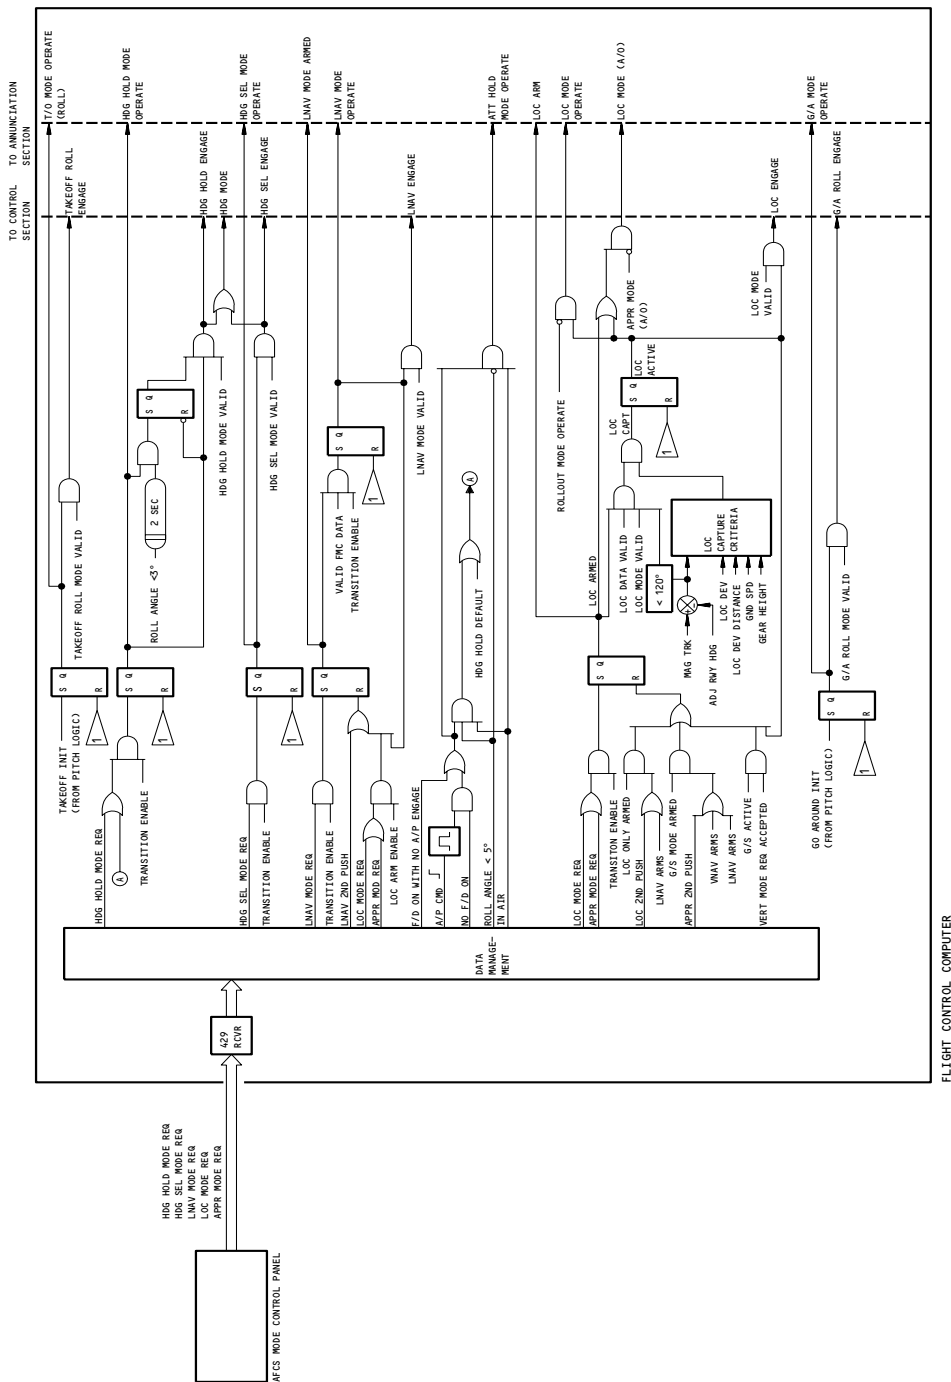 TO CONTROL
SECTION
TO ANNUNCIATION
SECTION
AFCS MODE CONTROL PANEL
HDG HOLD MODE REQ
HDG SEL MODE REQ
LNAV MODE REQ
LOC MODE REQ
APPR MODE REQ
429
RCVR
DATA
MANAGE-
MENT
TAKEOFF INIT
(FROM PITCH LOGIC)
S Q
R
1
TAKEOFF ROLL MODE VALID
T/O MODE OPERATE
(ROLL)
TAKEOFF ROLL
ENGAGE
HDG HOLD MODE REQ
A
TRANSITION ENABLE
S Q
R
1
ROLL ANGLE <3°
2 SEC
S Q
R
HDG HOLD MODE VALID
HDG HOLD MODE
OPERATE
HDG HOLD ENGAGE
HDG MODE
HDG SEL ENGAGE
HDG SEL MODE REQ
TRANSITION ENABLE
S Q
R
1
HDG SEL MODE VALID
HDG SEL MODE
OPERATE
LNAV MODE REQ
TRANSITION ENABLE
LNAV 2ND PUSH
LOC MODE REQ
APPR MOD REQ
LOC ARM ENABLE
S Q
R
VALID FMC DATA
TRANSITION ENABLE
S Q
R
1
LNAV MODE VALID
LNAV MODE ARMED
LNAV MODE
OPERATE
LNAV ENGAGE
F/D ON WITH NO A/P ENGAGE
A/P CMD
NO F/D ON
ROLL ANGLE < 5°
IN AIR
HDG HOLD DEFAULT
A
ATT HOLD
MODE OPERATE
LOC MODE REQ
APPR MODE REQ
TRANSITON ENABLE
LOC ONLY ARMED
LOC 2ND PUSH
LNAV ARMS
G/S MODE ARMED
APPR 2ND PUSH
VNAV ARMS
LNAV ARMS
G/S ACTIVE
VERT MODE REQ ACCEPTED
S Q
R
LOC ARMED
ROLLOUT MODE OPERATE
LOC DATA VALID
LOC MODE VALID
< 120°
MAG TRK
+
-
ADJ RWY HDG
LOC
CAPTURE
CRITERIA
LOC DEV
LOC DEV DISTANCE
GND SPD
GEAR HEIGHT
LOC
CAPT
S Q
R
1
LOC
ACTIVE
APPR MODE
(A/O)
LOC MODE
VALID
LOC ARM
LOC MODE
OPERATE
LOC MODE (A/O)
LOC ENGAGE
GO AROUND INIT
(FROM PITCH LOGIC)
S Q
R
1
G/A ROLL MODE VALID
G/A MODE
OPERATE
G/A ROLL ENGAGE
FLIGHT CONTROL COMPUTER